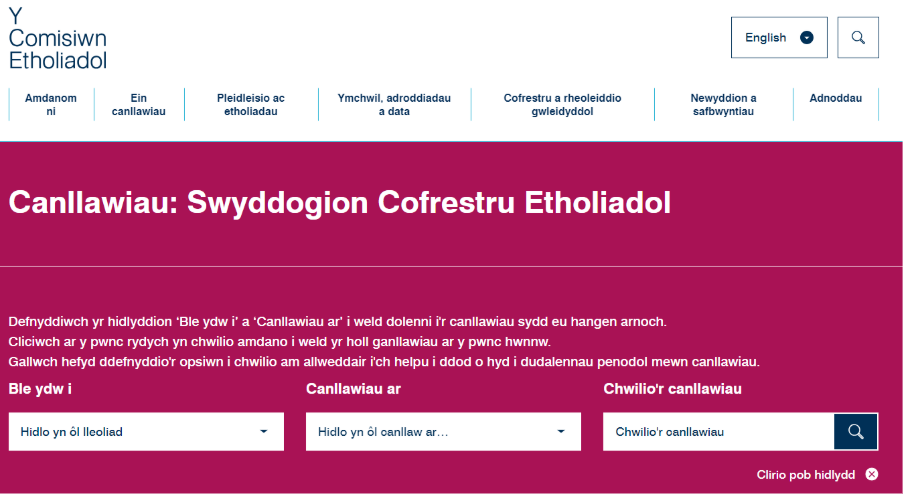 Y
Comisiwn
Etholiadol
English
Amdanom
ni
Ein
canllawiau
Pleidleisio ac
etholiadau
Ymchwil, adroddiadau
a data
Cofrestru a rheoleiddio
gwleidyddol
Newyddion a
safbwyntiau
Adnoddau
Canllawiau: Swyddogion Cofrestru Etholiadol
Defnyddiwch yr hidlyddion ‘Ble ydw i’ a ‘Canllawiau ar’ i weld dolenni i'r canllawiau sydd eu hangen arnoch.
Cliciwch ar y pwnc rydych yn chwilio amdano i weld yr holl ganllawiau ar y pwnc hwnnw.
Gallwch hefyd ddefnyddio'r opsiwn i chwilio am allweddair i'ch helpu i ddod o hyd i dudalennau penodol mewn canllawiau.
Ble ydw i
Canllawiau ar
Chwilio'r canllawiau
Hidlo yn ôl lleoliad
Hidlo yn ôl canllaw ar…
Chwilio'r canllawiau
Clirio pob hidlydd